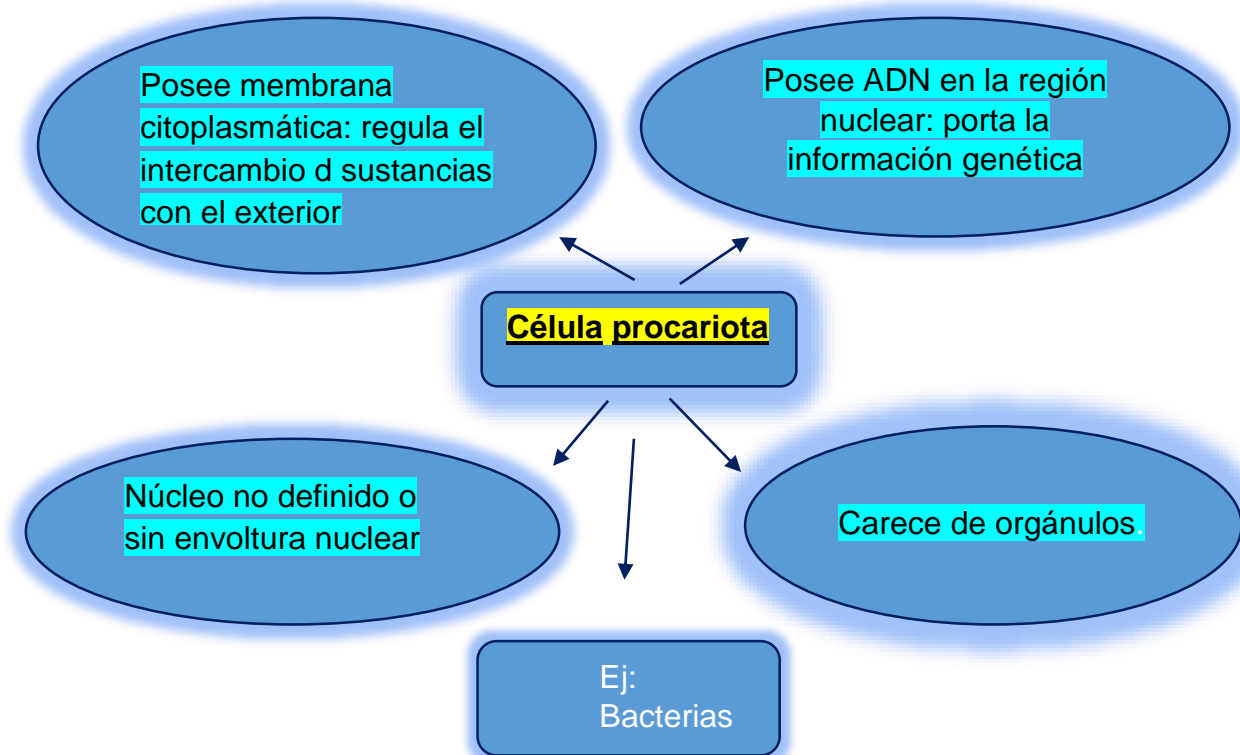 Posee membrana
citoplasmática: regula el
intercambio d sustancias
con el exterior
Posee ADN en la región
nuclear: porta la
información genética
Célula procariota
Núcleo no definido o
sin envoltura nuclear
Carece de orgánulos.
Ej:
Bacterias